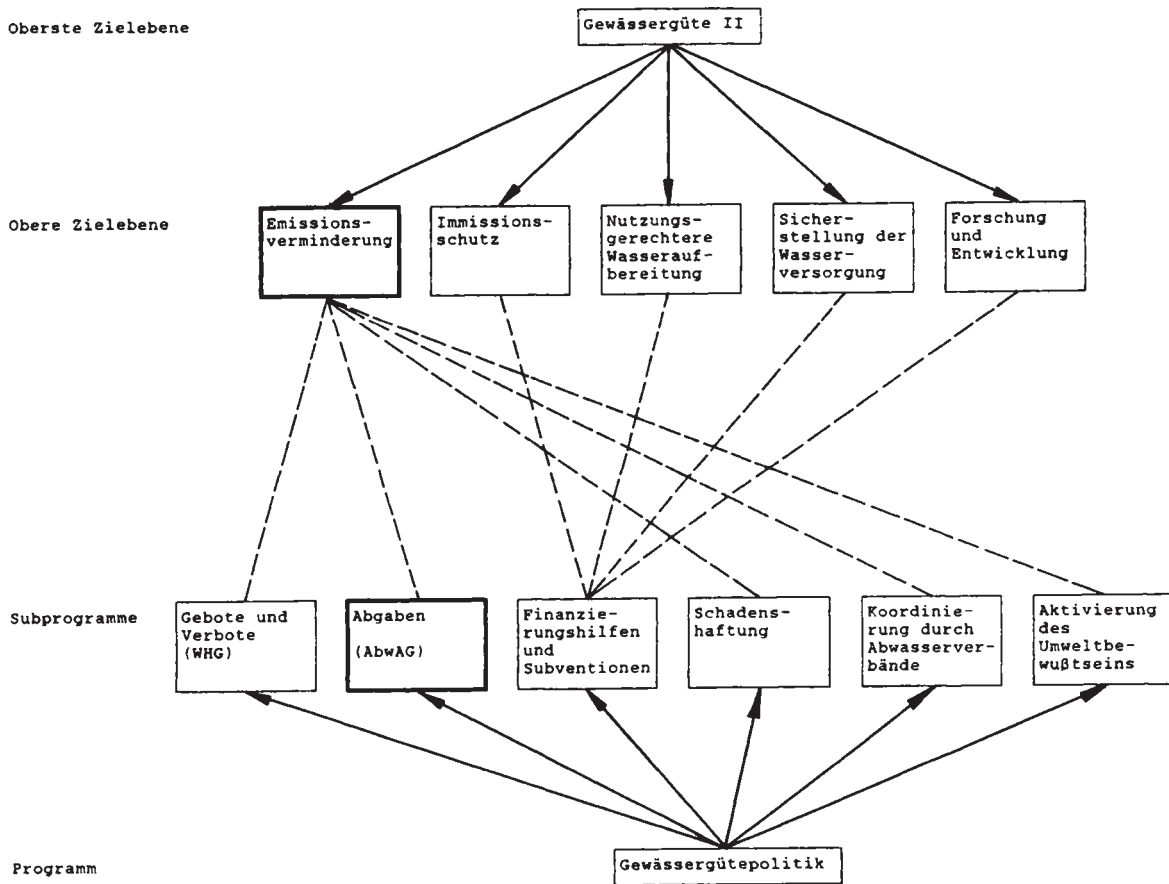 Oberste Zielebene
Gewässergüte II
Obere Zielebene
Emissions-
verminderung
Immissions-
schutz
Nutzungs-
gerechtere
Wasserauf-
bereitung
Sicher-
stellung der
Wasser-
versorgung
Forschung
und
Entwicklung
Subprogramme
Gebote und
Verbote
(WHG)
Abgaben
(AbwAG)
Finanzie-
rungshilfen
und
Subventionen
Schadens-
haftung
Koordinie-
rung durch
Abwasserver-
bände
Aktivierung
des
Umweltbe-
wußtseins
Programm
Gewässergütepolitik